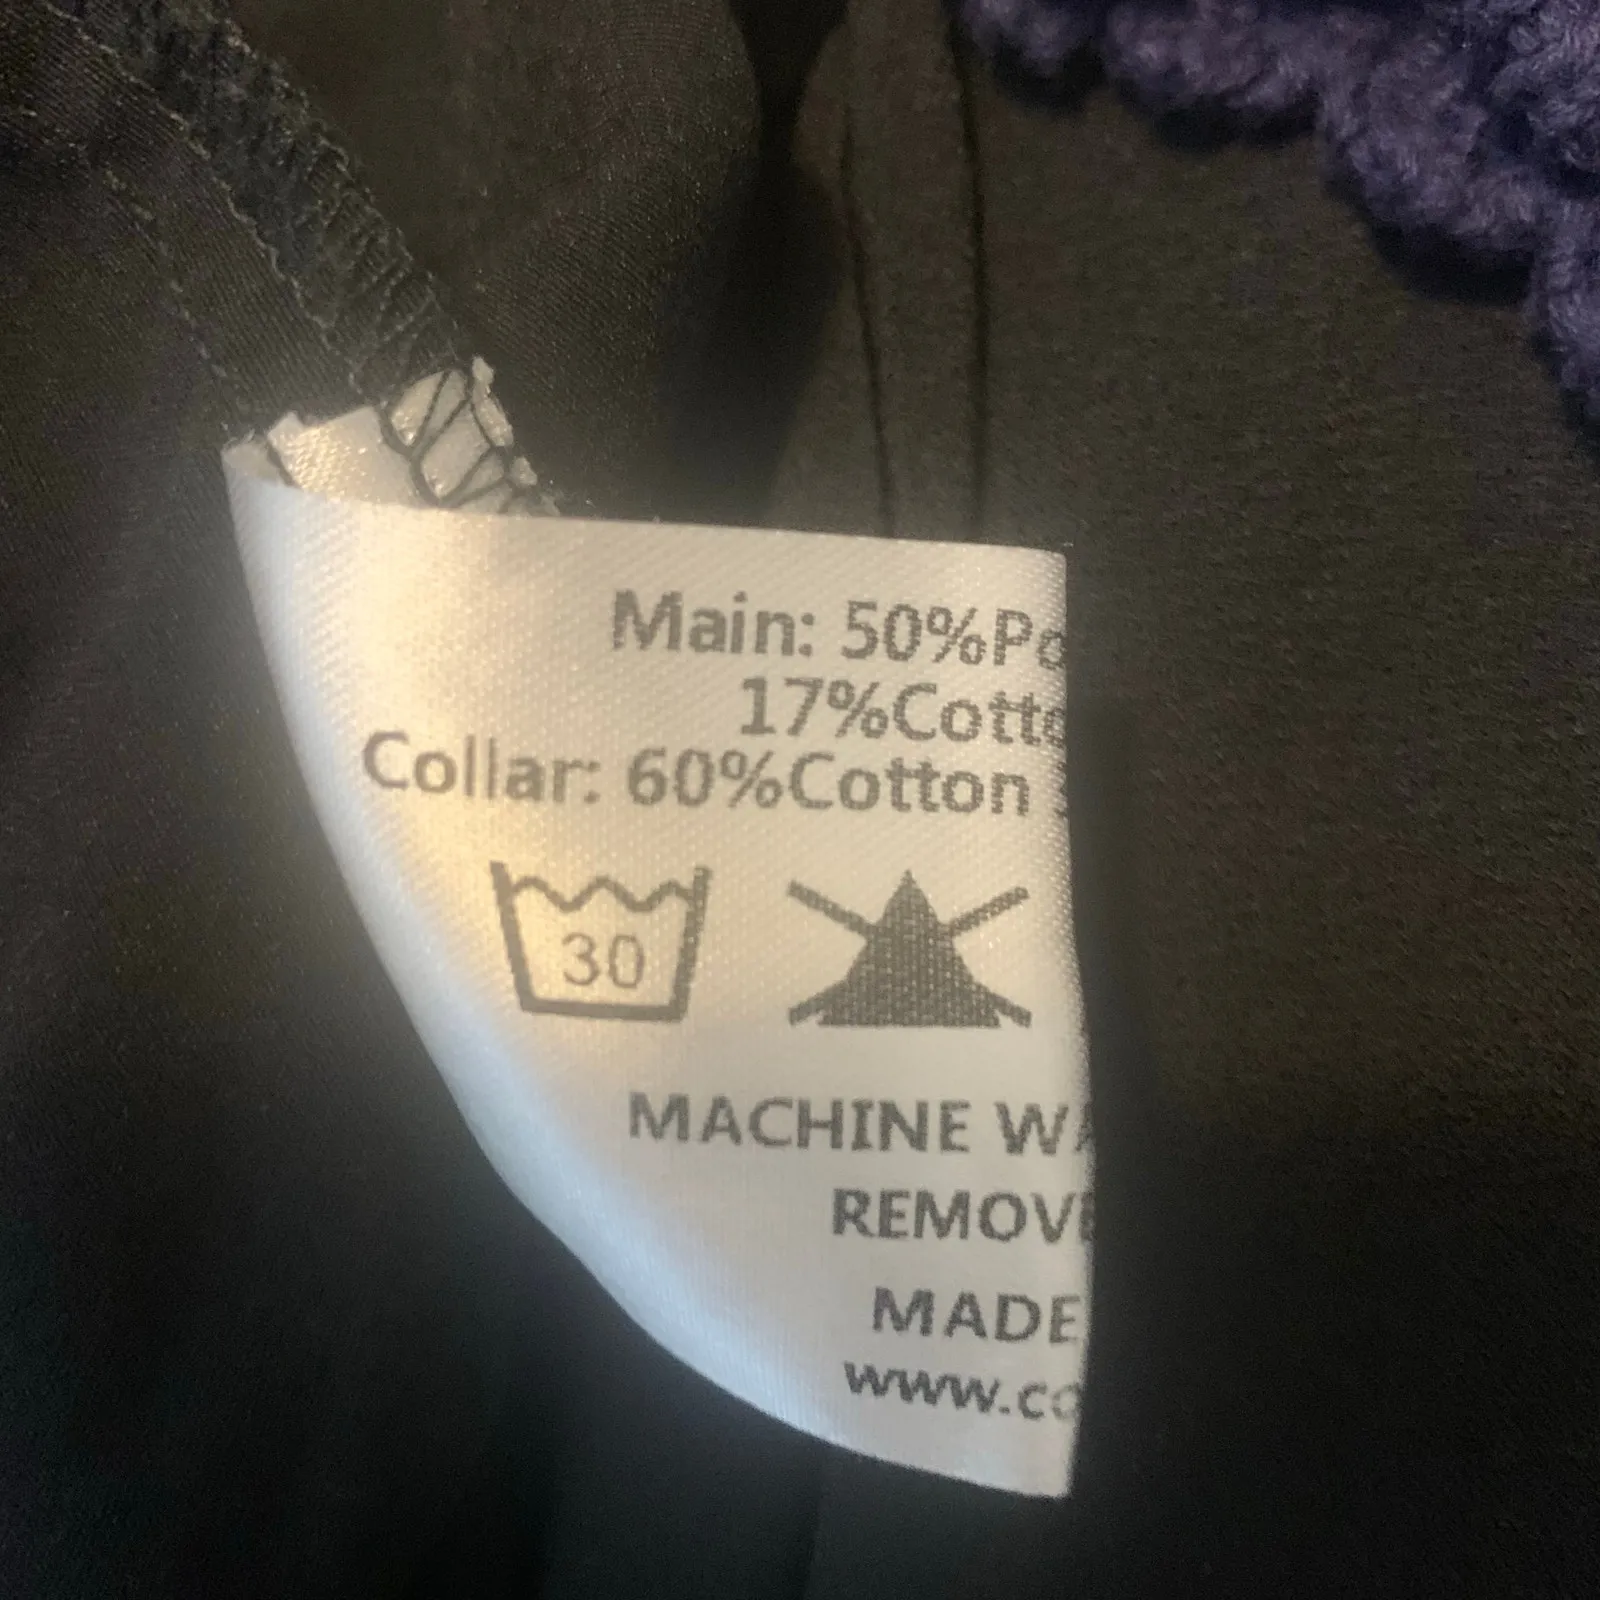 Main: 50%Po
17%Cotto
Collar: 60%Cotton
30
MACHINE WA
REMOVE
MADE
www.co